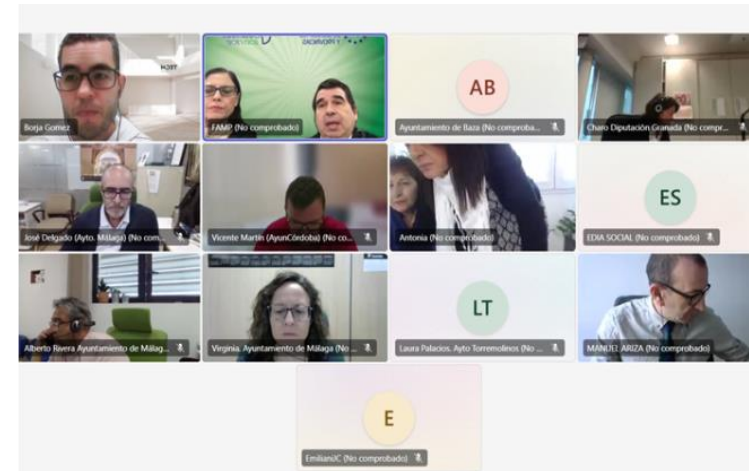 Borja Gomez
FAMP (No comprobado)
AB
Ayuntamiento de Baza (No comproba...
Charo Diputación Granada (No compr...
José Delgado (Ayto. Málaga) (No com...
Vicente Martín (AyunCórdoba) (No co...
Antonia (No comprobado)
ES
EDIA SOCIAL (No comprobado)
Alberto Rivera Ayuntamiento de Málag...
Virginia. Ayuntamiento de Málaga (No ...
LT
Laura Palacios. Ayto Torremolinos (No ...
MANUEL ARIZA (No comprobado)
E
EmilianiJC (No comprobado)